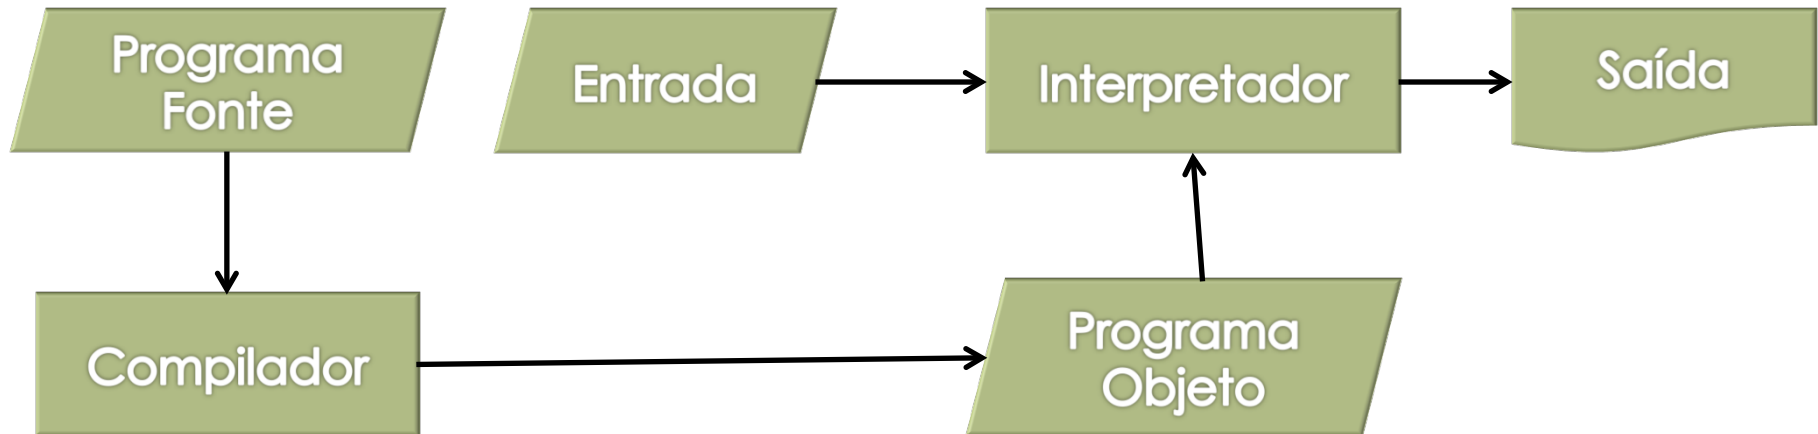 Programa
Fonte
Entrada
Interpretador
Saída
Compilador
Programa
Objeto